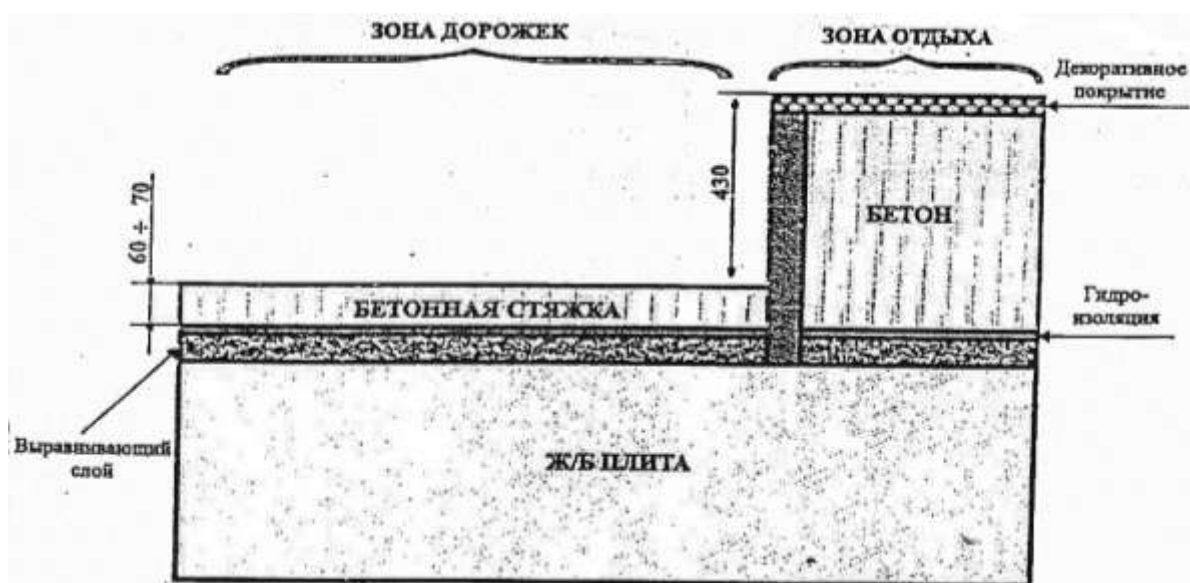 ЗОНА ДОРОЖЕК
ЗОНА ОТДЫХА
Декоративное
покрытие
430
60 ÷ 70
БЕТОН
БЕТОННАЯ СТЯЖКА
Гидро-
изоляция
Выравнивающий
слой
Ж/Б ПЛИТА